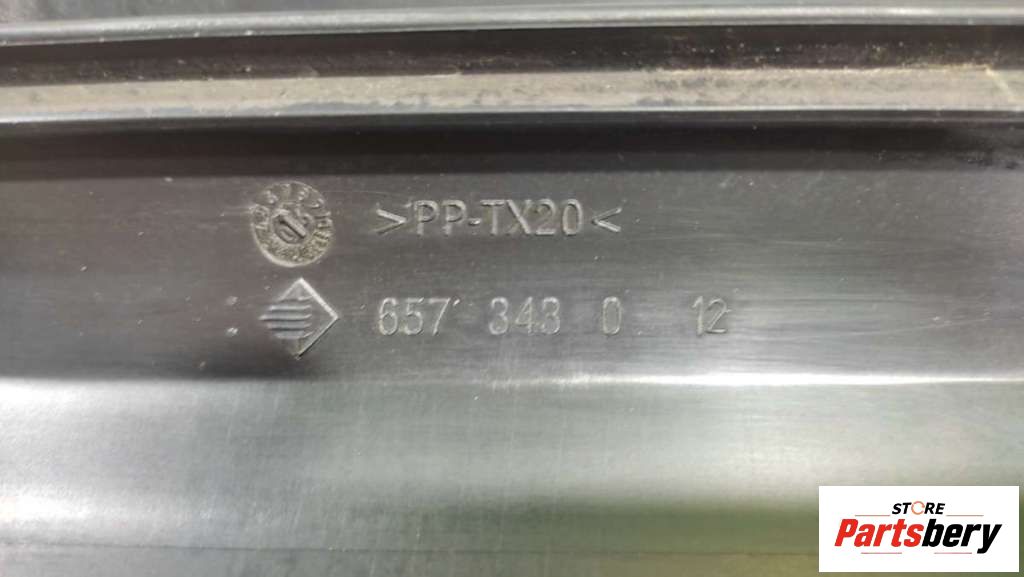 >PP-TX20<
657 343 0 12
STORE
Partsbery